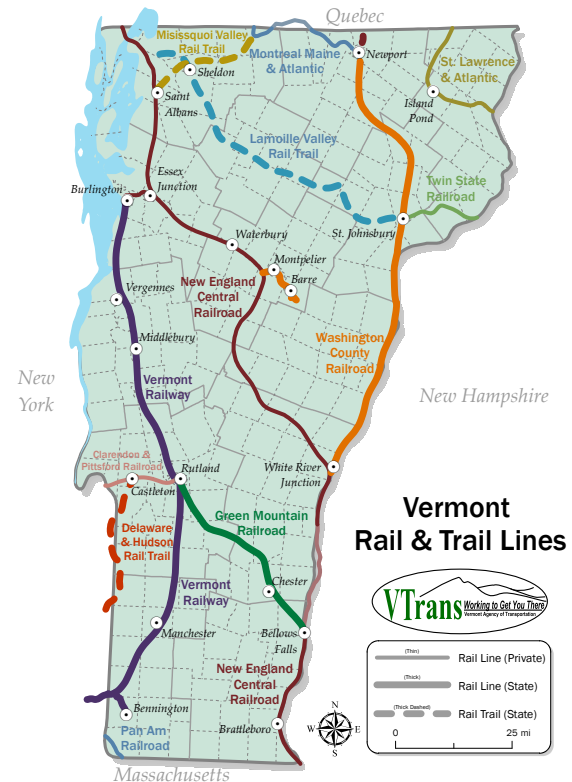 Quebec
Misissquoi Valley
Rail Trail
Montreal Maine
& Atlantic
Newport
St. Lawrence
& Atlantic
Sheldon
Saint
Albans
Island
Pond
Lamoille Valley
Rail Trail
Essex
Junction
Burlington
Twin State
Railroad
St. Johnsbury
Waterbury
Montpelier
Barre
New England
Central
Railroad
Vergennes
Middlebury
Washington
County
Railroad
New
York
Vermont
Railway
New Hampshire
Clarendon &
Pittsford Railroad
Rutland
White River
Junction
Castleton
Delaware
& Hudson
Rail Trail
Green Mountain
Railroad
Vermont
Rail & Trail Lines
Vermont
Railway
Chester
VTrans Working to Get You There
Vermont Agency of Transportation
Manchester
Bellows
Falls
New England
Central
Railroad
Bennington
Brattleboro
Pan Am
Railroad
Massachusetts
N
W E
S
(Thin)
Rail Line (Private)
(Thick)
Rail Line (State)
(Thick Dashed)
Rail Trail (State)
0 25 mi